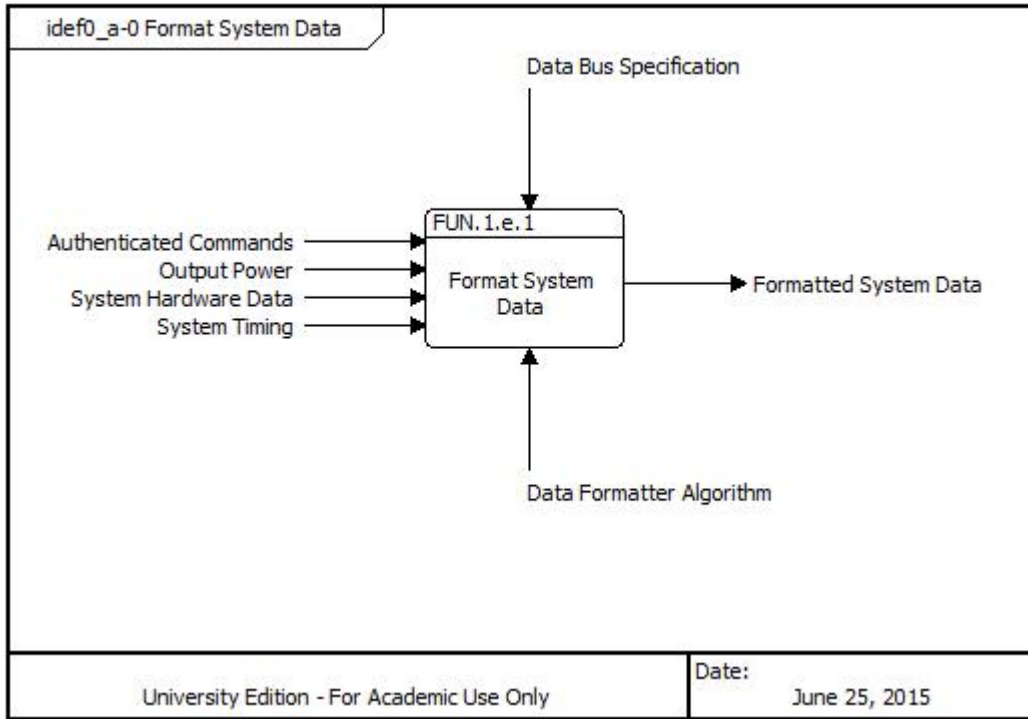 idef0_a-0 Format System Data
Data Bus Specification
FUN.1.e.1
Authenticated Commands
Output Power
System Hardware Data
System Timing
Format System
Data
Formatted System Data
Data Formatter Algorithm
University Edition - For Academic Use Only
Date:
June 25, 2015